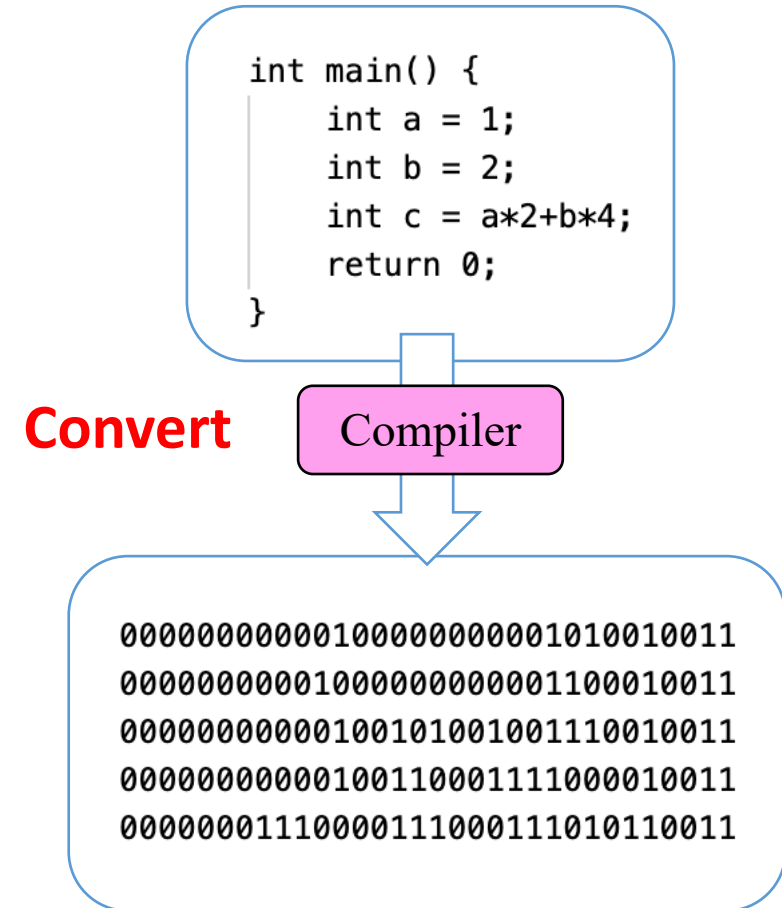 int main() {
int a = 1;
int b = 2;
int c = a*2+b*4;
return 0;
}
Convert
Compiler
00000000000100000000001010010011
00000000001000000000001100010011
00000000000100101001001110010011
00000000000100110001111000010011
00000001110000111000111010110011